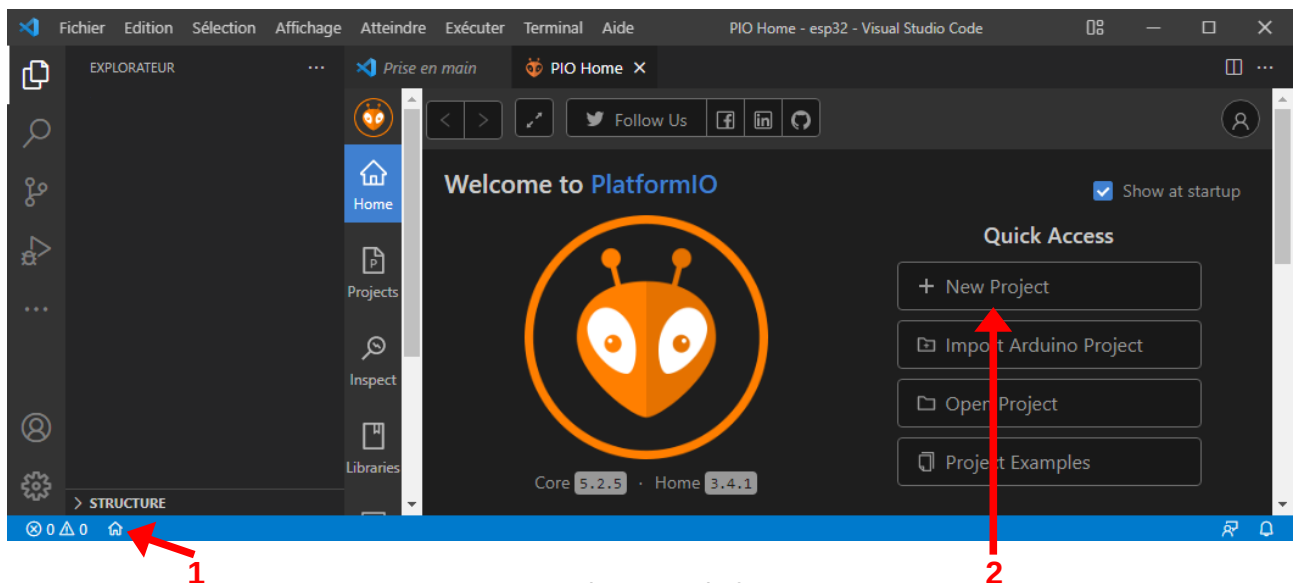 Fichier Edition Sélection Affichage Atteindre Exécuter Terminal Aide PIO Home - esp32 - Visual Studio Code
EXPLORATEUR ··· Prise en main PIO Home
Follow Us
Home
Welcome to PlatformIO
Show at startup
Quick Access
Projects
New Project
Import Arduino Project
Inspect
Open Project
Libraries
Project Examples
Core 5.2.5 · Home 3.4.1
STRUCTURE
0 0
1
2